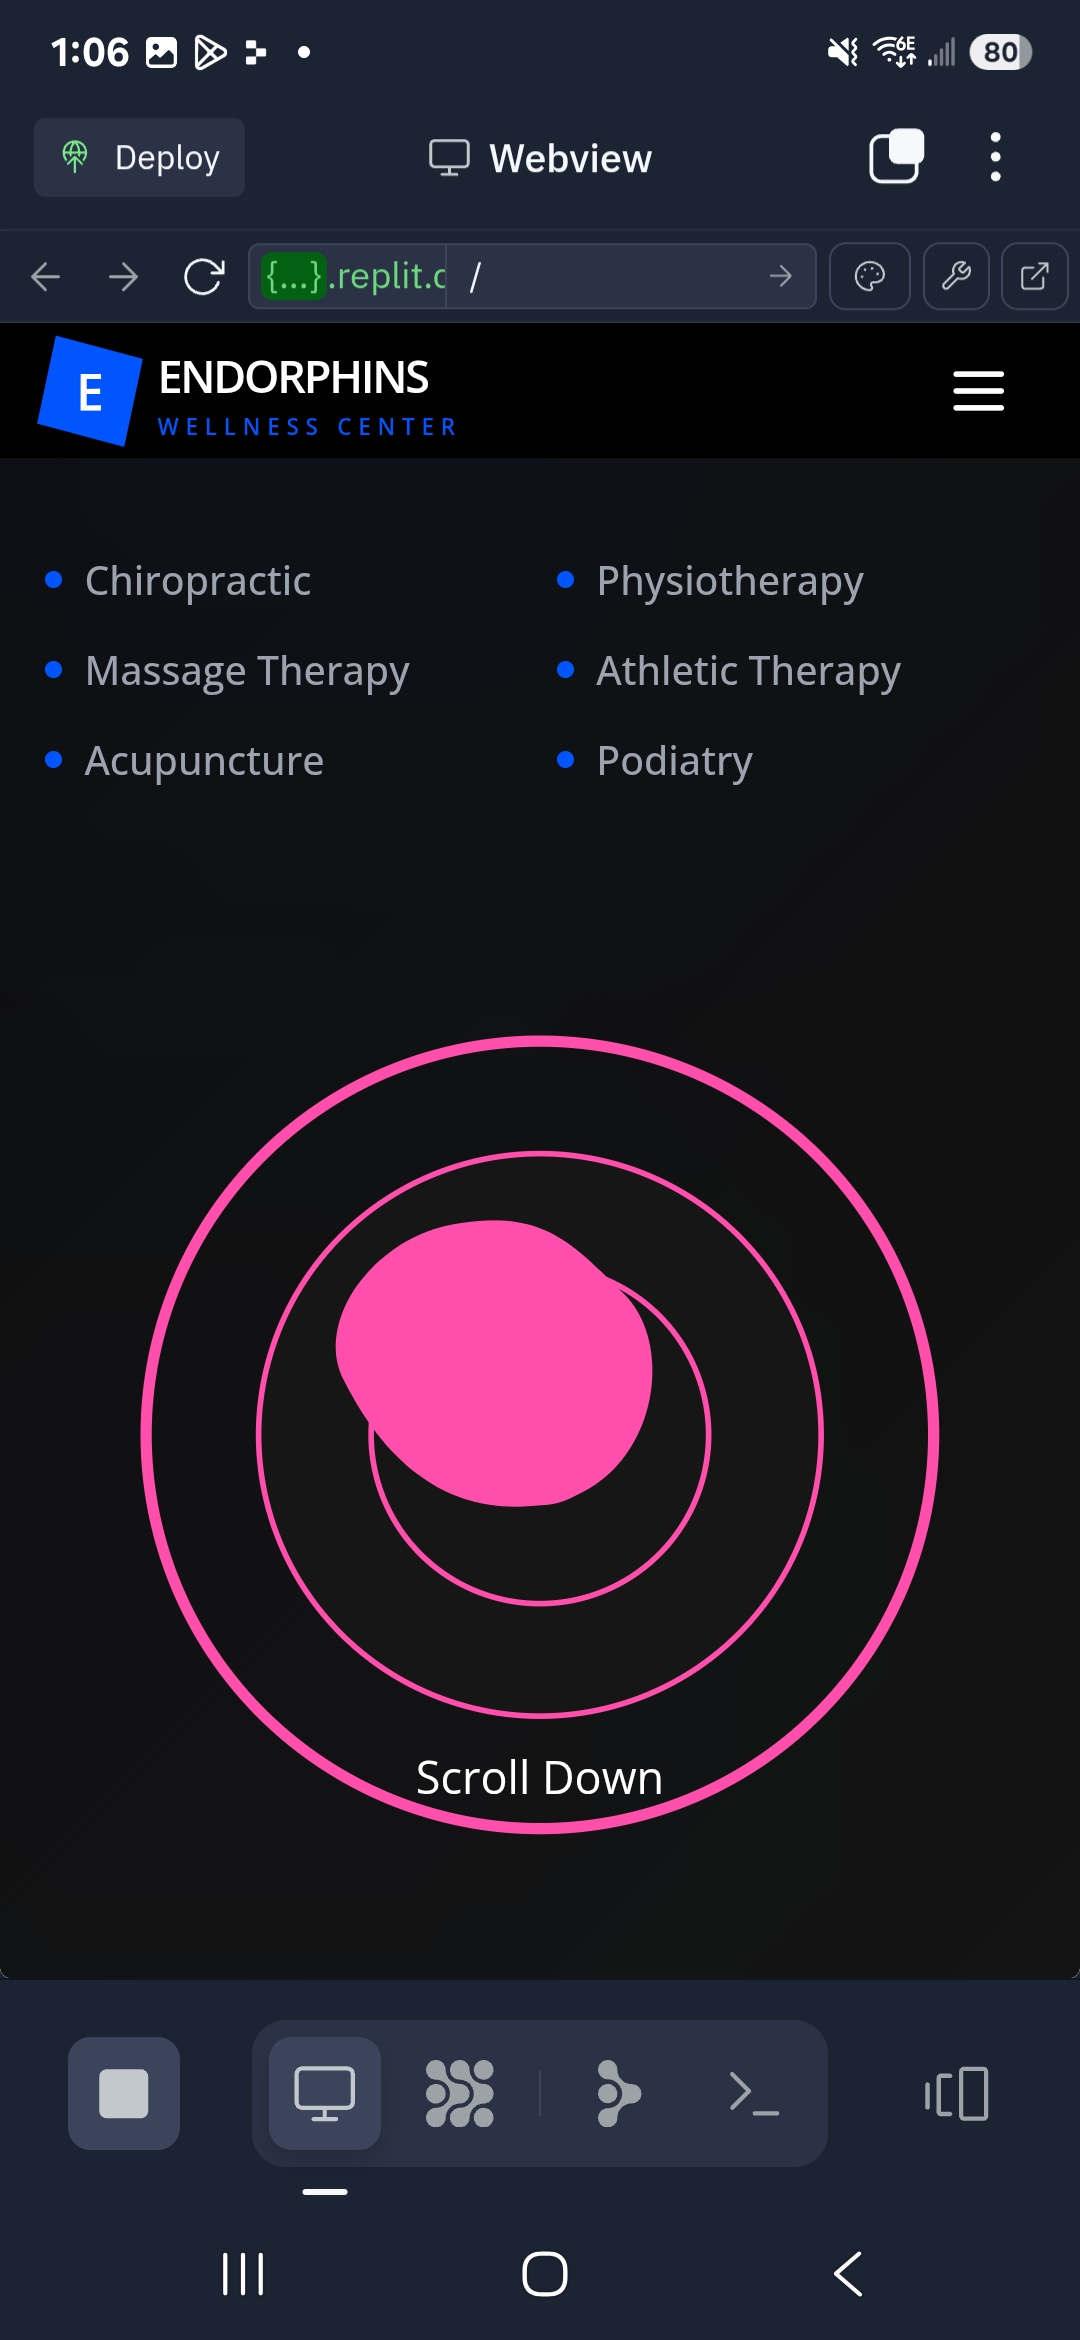 1:06
6E
80
Deploy
Webview
{...}.replit.c
/
E
ENDORPHINS
WELLNESS CENTER
Chiropractic
Physiotherapy
Massage Therapy
Athletic Therapy
Acupuncture
Podiatry
Scroll Down